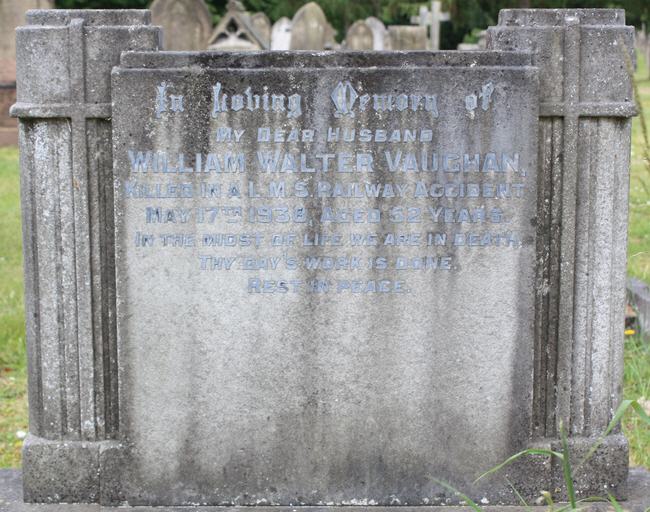 In Loving Memory of
MY DEAR HUSBAND
WILLIAM WALTER VAUGHAN,
KILLED IN A L.M.S. RAILWAY ACCIDENT
MAY 17TH 1938, AGED 52 YEARS.
IN THE MIDST OF LIFE WE ARE IN DEATH,
THY DAY'S WORK IS DONE.
REST IN PEACE.